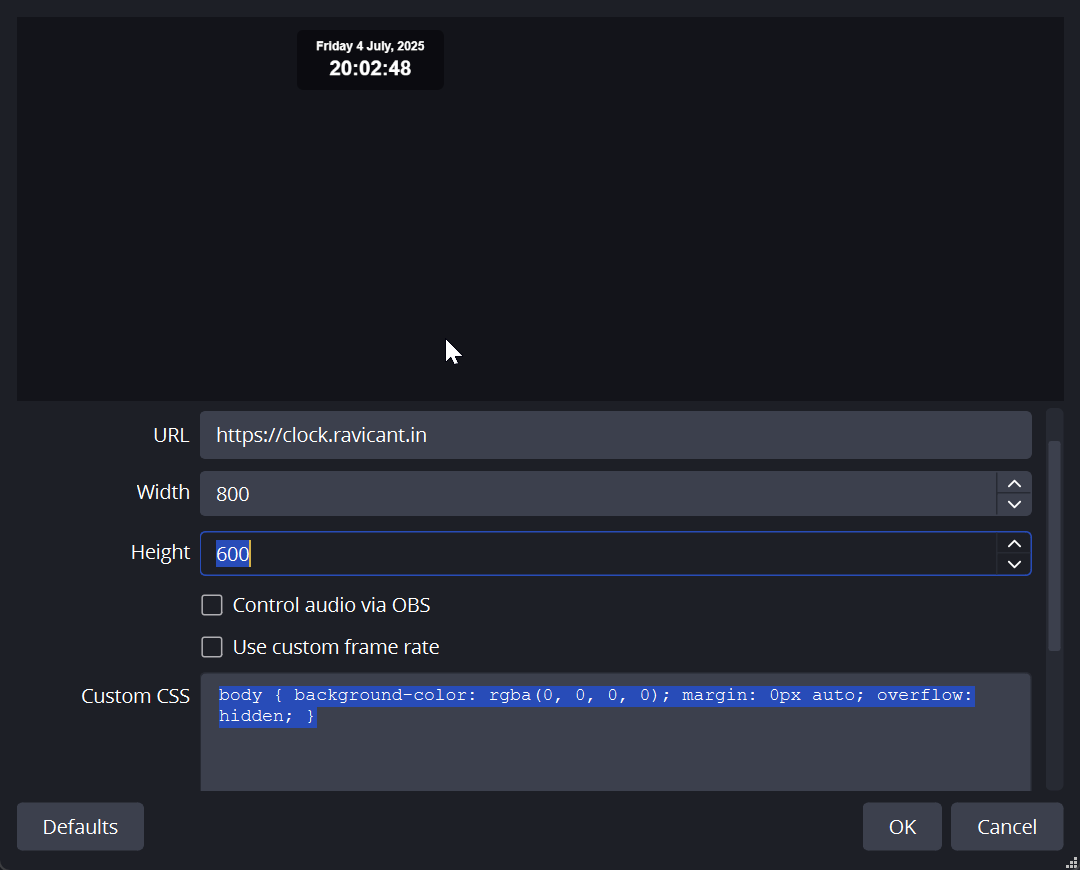 Friday 4 July, 2025
20:02:48
URL
https://clock.ravicant.in
Width
800
Height
600
Control audio via OBS
Use custom frame rate
Custom CSS
body { background-color: rgba(0, 0, 0, 0); margin: 0px auto; overflow:
hidden; }
Defaults
OK
Cancel